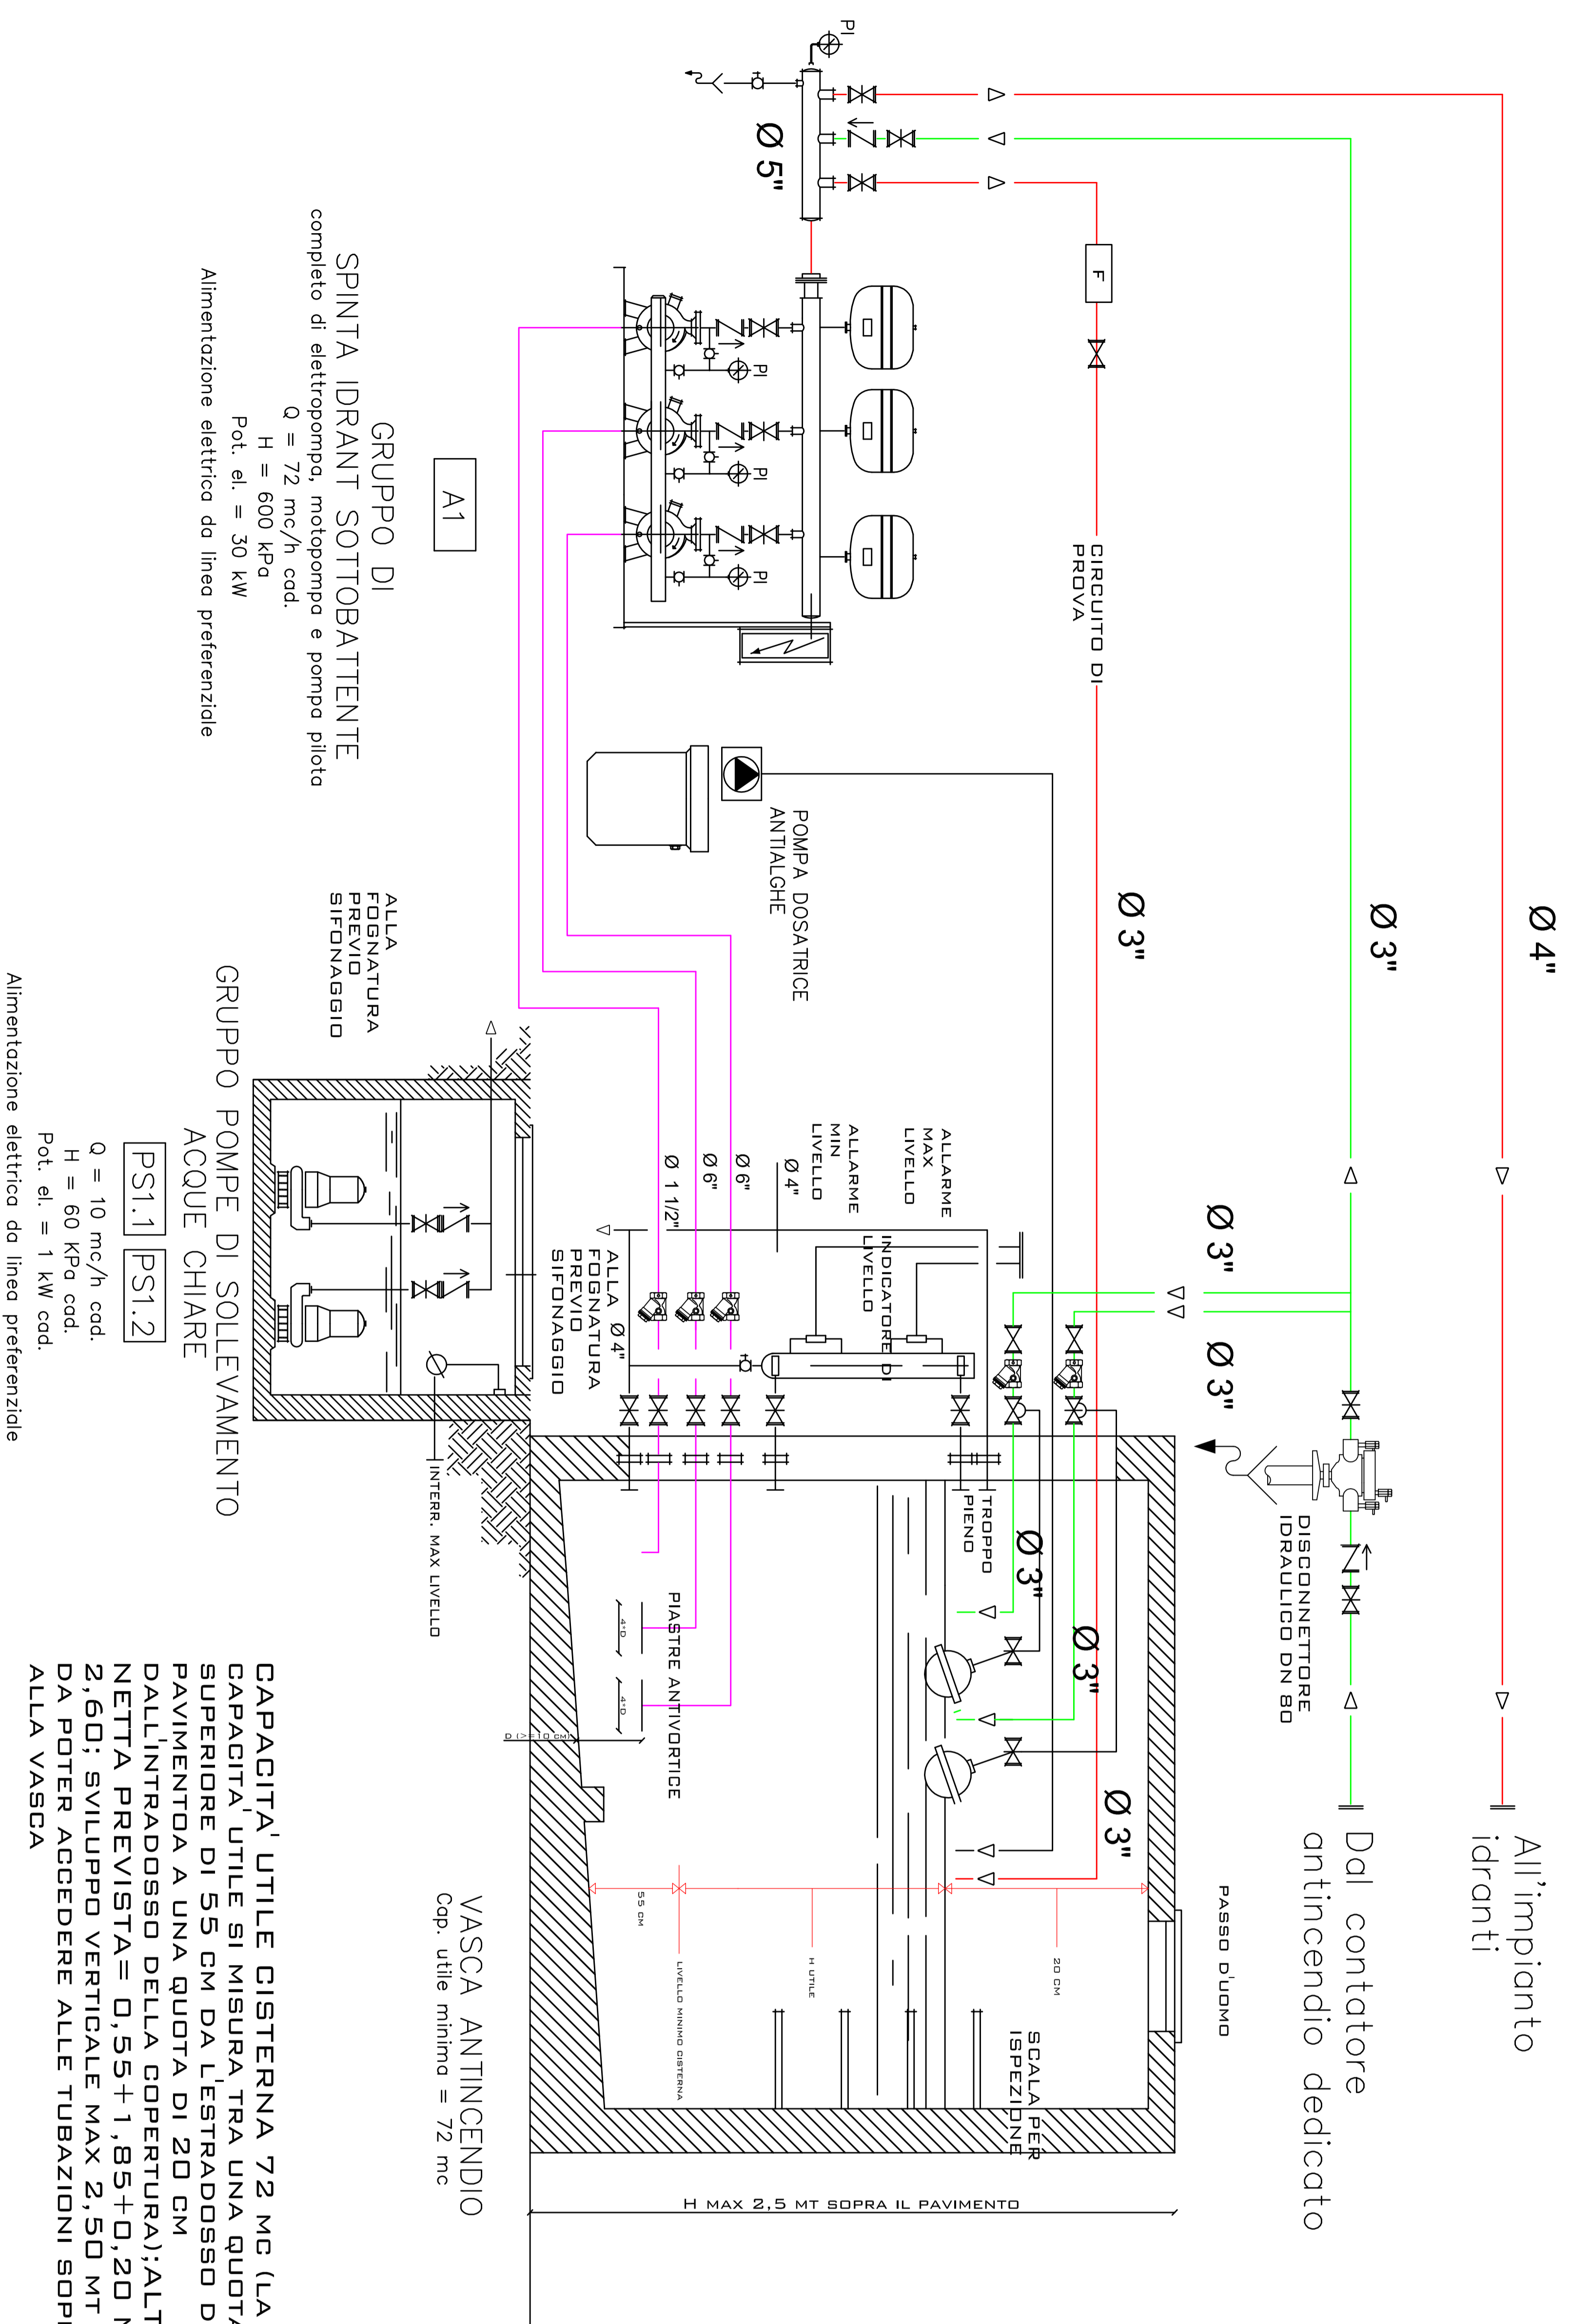 All'impianto
idranti
Dal contatore
antincendio dedicato
Ø 4"
Ø 3"
Ø 3"
Ø 3"
Ø 3"
Ø 3"
Ø 3"
Ø 3"
PI
Ø 5"
F
CIRCUITO DI
PROVA
DISCONNETTORE
IDRAULICO DN 80
PASSO D'UOMO
PI
PI
PI
POMPA DOSATRICE
ANTIALGHE
ALLARME
MAX
LIVELLO
ALLARME
MIN
LIVELLO
INDICATORE DI
LIVELLO
Ø 4"
Ø 6"
Ø 6"
Ø 1 1/2"
Ø 4"
ALLA
FOGNATURA
PREVIO
SIFONAGGIO
TROPPO
PIENO
PIASTRE ANTIVORTICE
4*D
4*D
D (>=10 CM)
20 CM
H UTILE
LIVELLO MINIMO CISTERNA
55 CM
SCALA PER
ISPEZIONE
H MAX 2,5 MT SOPRA IL PAVIMENTO
A1
GRUPPO DI
SPINTA IDRANT SOTTOBATTENTE
completo di elettropompa, motopompa e pompa pilota
Q = 72 mc/h cad.
H = 600 kPa
Pot. el. = 30 kW
Alimentazione elettrica da linea preferenziale
ALLA
FOGNATURA
PREVIO
SIFONAGGIO
INTERR. MAX LIVELLO
GRUPPO POMPE DI SOLLEVAMENTO
ACQUE CHIARE
PS1.1
PS1.2
Q = 10 mc/h cad.
H = 60 KPa cad.
Pot. el. = 1 kW cad.
Alimentazione elettrica da linea preferenziale
VASCA ANTINCENDIO
Cap. utile minima = 72 mc
CAPACITA' UTILE CISTERNA 72 MC (LA
CAPACITA' UTILE SI MISURA TRA UNA QUOTA
SUPERIORE DI 55 CM DA L'ESTRADOSSO D
PAVIMENTOA A UNA QUOTA DI 20 CM
DALL'INTRADOSSO DELLA COPERTURA);ALT
NETTA PREVISTA= 0,55+1,85+0,20
2,60; SVILUPPO VERTICALE MAX 2,50 MT
DA POTER ACCEDERE ALLE TUBAZIONI SOP
ALLA VASCA